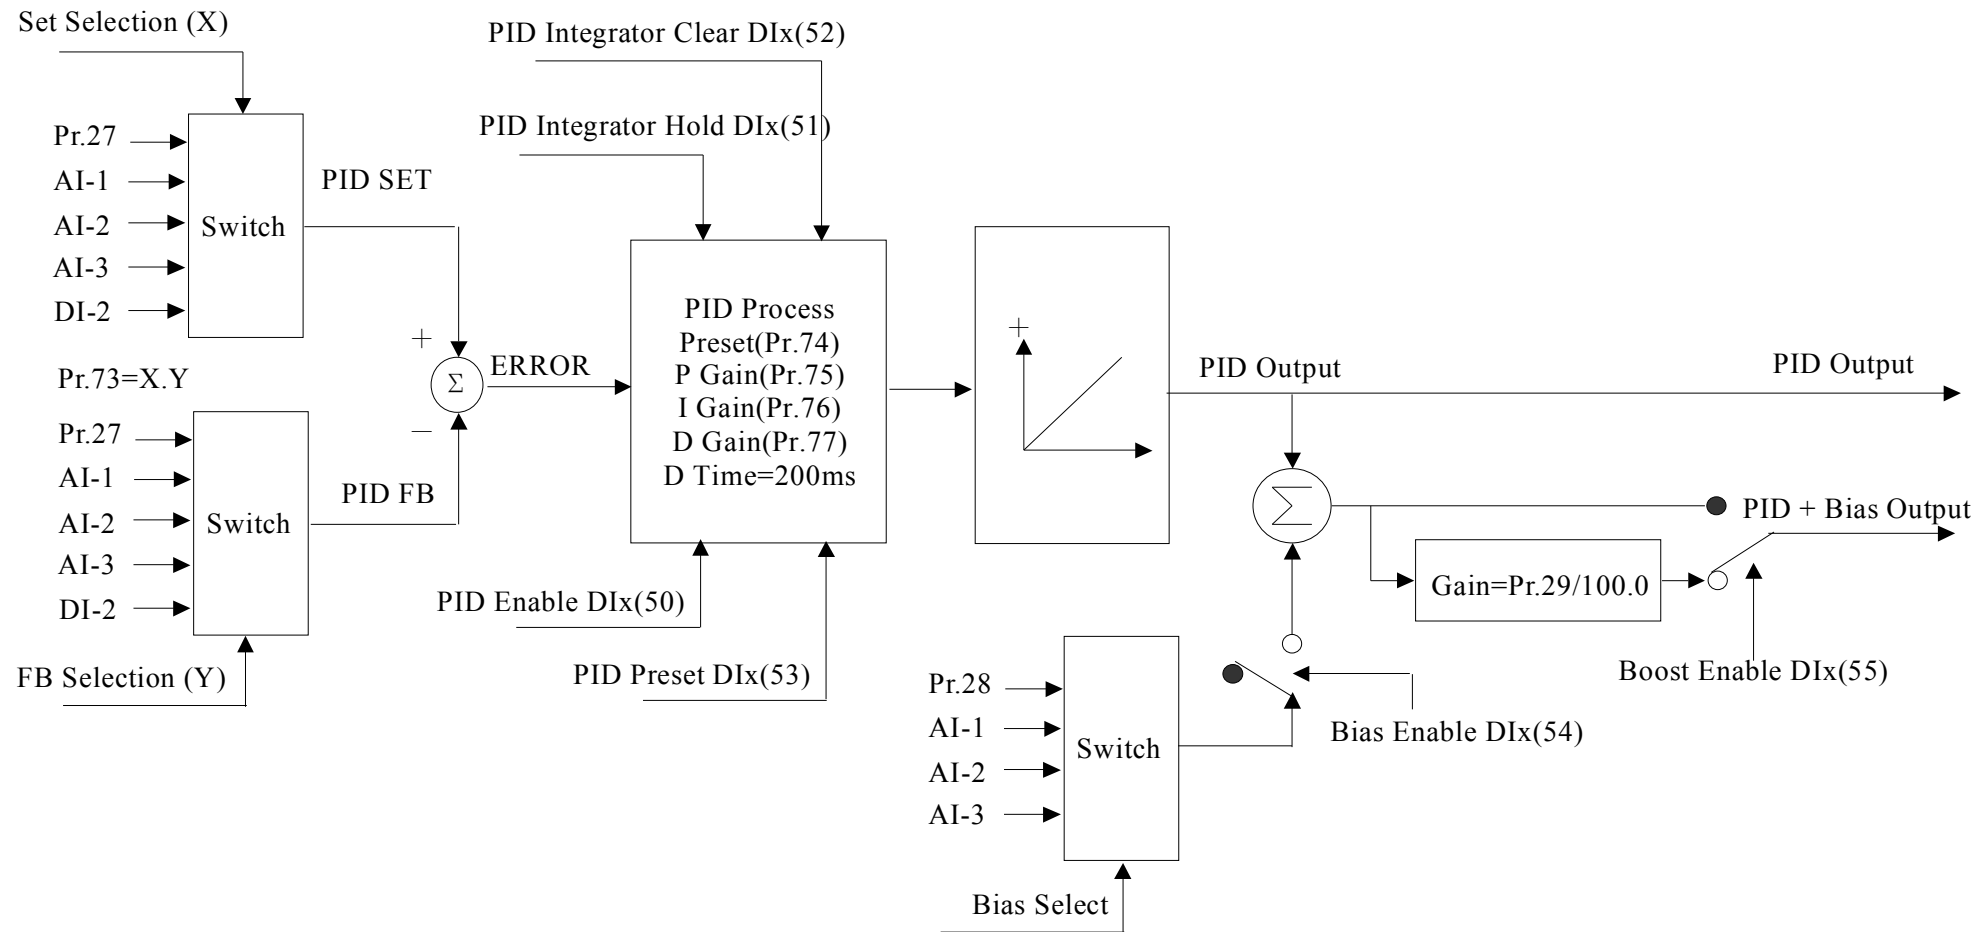 Set Selection (X)
PID Integrator Clear DIx(52)
PID Integrator Hold DIx(51)
Pr.27
AI-1
AI-2
AI-3
DI-2
Switch
PID SET
+
Σ
−
ERROR
Pr.73=X.Y
Pr.27
AI-1
AI-2
AI-3
DI-2
Switch
PID FB
FB Selection (Y)
PID Process
Preset(Pr.74)
P Gain(Pr.75)
I Gain(Pr.76)
D Gain(Pr.77)
D Time=200ms
PID Enable DIx(50)
PID Preset DIx(53)
+
PID Output
PID Output
Σ
PID + Bias Output
Gain=Pr.29/100.0
Boost Enable DIx(55)
Pr.28
AI-1
AI-2
AI-3
Switch
Bias Enable DIx(54)
Bias Select